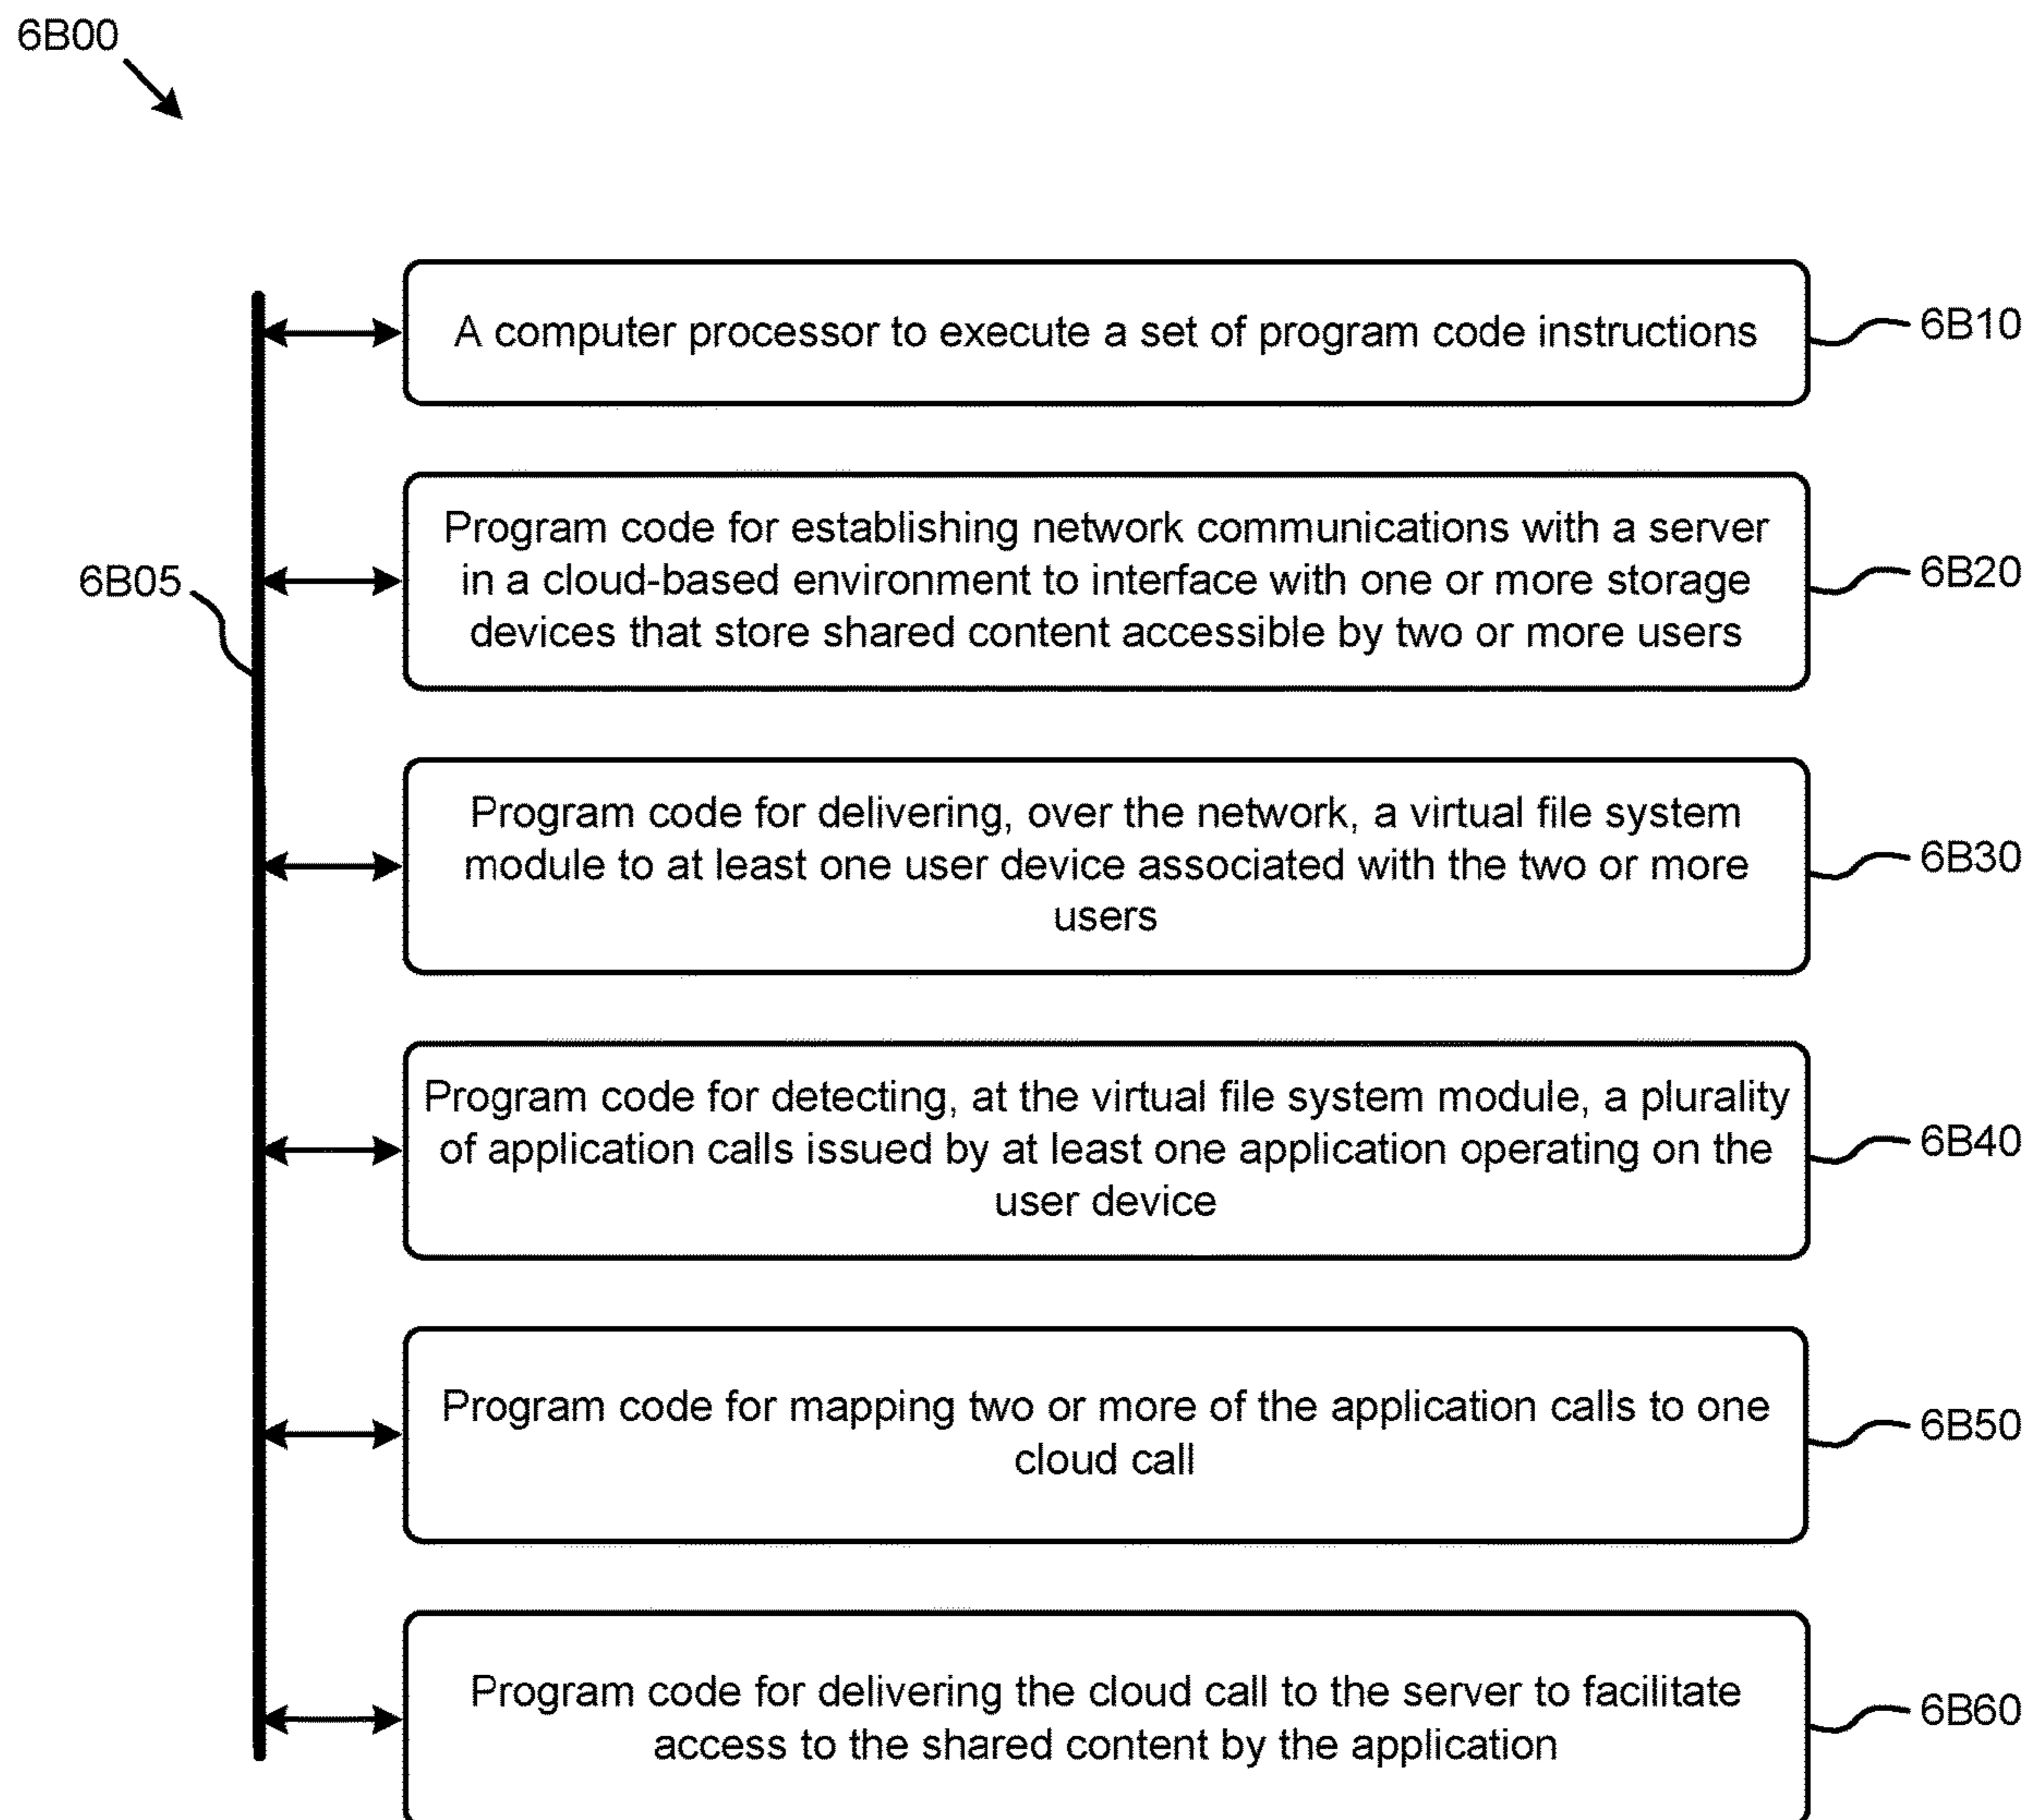 6B00
A computer processor to execute a set of program code instructions
6B10
Program code for establishing network communications with a server
in a cloud-based environment to interface with one or more storage
devices that store shared content accessible by two or more users
6B20
6B05
Program code for delivering, over the network, a virtual file system
module to at least one user device associated with the two or more
users
6B30
Program code for detecting, at the virtual file system module, a plurality
of application calls issued by at least one application operating on the
user device
6B40
Program code for mapping two or more of the application calls to one
cloud call
6B50
Program code for delivering the cloud call to the server to facilitate
access to the shared content by the application
6B60